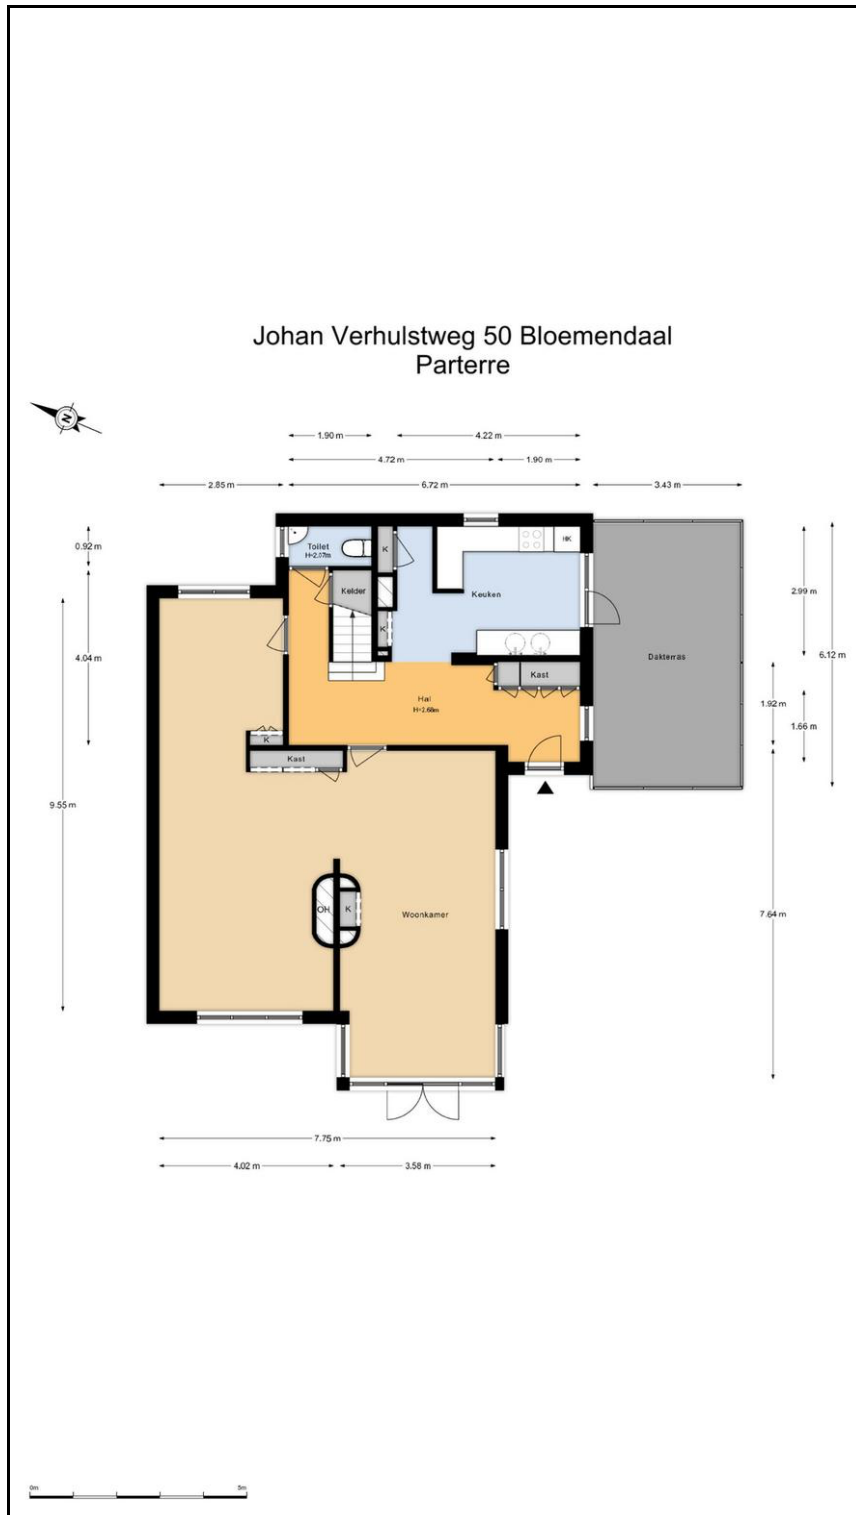 Johan Verhulstweg 50 Bloemendaal
Parterre
N
1.90 m
4.22 m
4.72 m
1.90 m
2.85 m
6.72 m
3.43 m
0.92 m
Toilet
H=2.07m
K
HK
2.99 m
Kelder
Keuken
K
4.04 m
Dakterras
6.12 m
Kast
Hal
H=2.68m
1.92 m
1.66 m
K
Kast
9.55 m
OH
K
Woonkamer
7.64 m
7.75 m
4.02 m
3.58 m
0m
5m